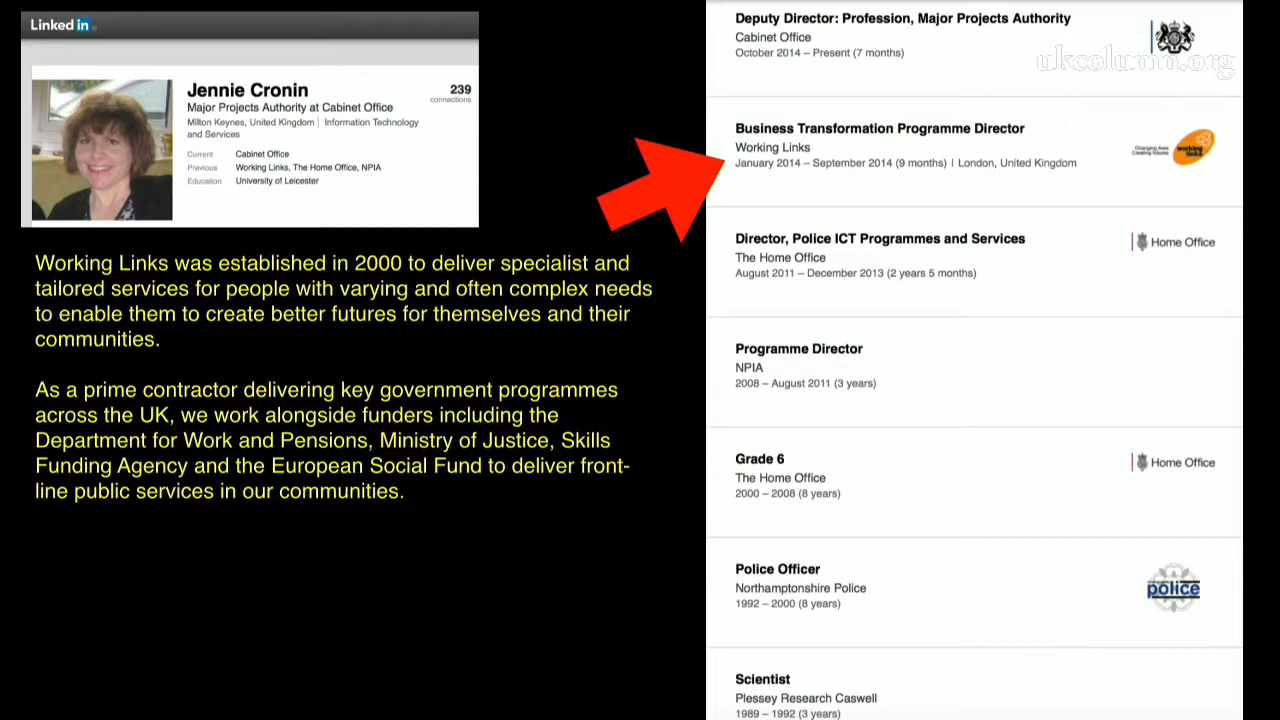 Linked in
Jennie Cronin
239
connections
Major Projects Authority at Cabinet Office
Milton Keynes, United Kingdom | Information Technology
and Services
Current Cabinet Office
Previous Working Links, The Home Office, NPIA
Education University of Leicester
Working Links was established in 2000 to deliver specialist and
tailored services for people with varying and often complex needs
to enable them to create better futures for themselves and their
communities.
As a prime contractor delivering key government programmes
across the UK, we work alongside funders including the
Department for Work and Pensions, Ministry of Justice, Skills
Funding Agency and the European Social Fund to deliver front-
line public services in our communities.
Deputy Director: Profession, Major Projects Authority
Cabinet Office
October 2014 – Present (7 months)
ukcolumn.org
Business Transformation Programme Director
Working Links
January 2014 – September 2014 (9 months) | London, United Kingdom
Changing lives
Creating futures
working
links
Director, Police ICT Programmes and Services
The Home Office
August 2011 – December 2013 (2 years 5 months)
Home Office
Programme Director
NPIA
2008 – August 2011 (3 years)
Grade 6
The Home Office
2000 – 2008 (8 years)
Home Office
Police Officer
Northamptonshire Police
1992 – 2000 (8 years)
police
Scientist
Plessey Research Caswell
1989 – 1992 (3 years)